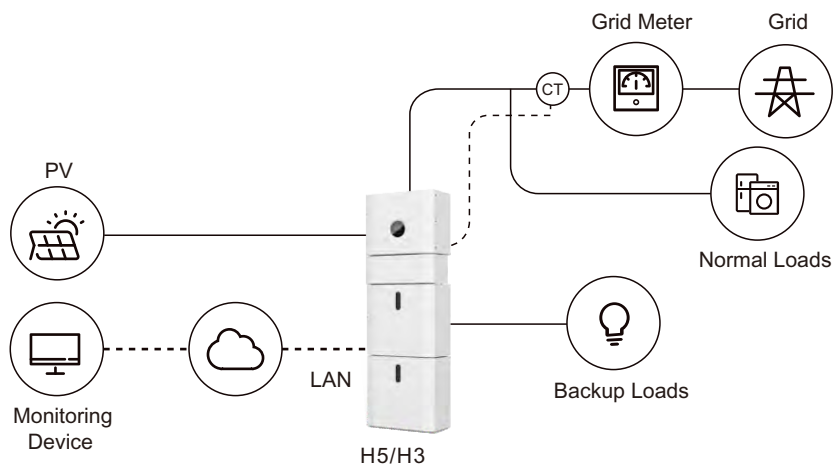 Grid Meter
Grid
CT
PV
Normal Loads
LAN
Backup Loads
Monitoring
Device
H5/H3